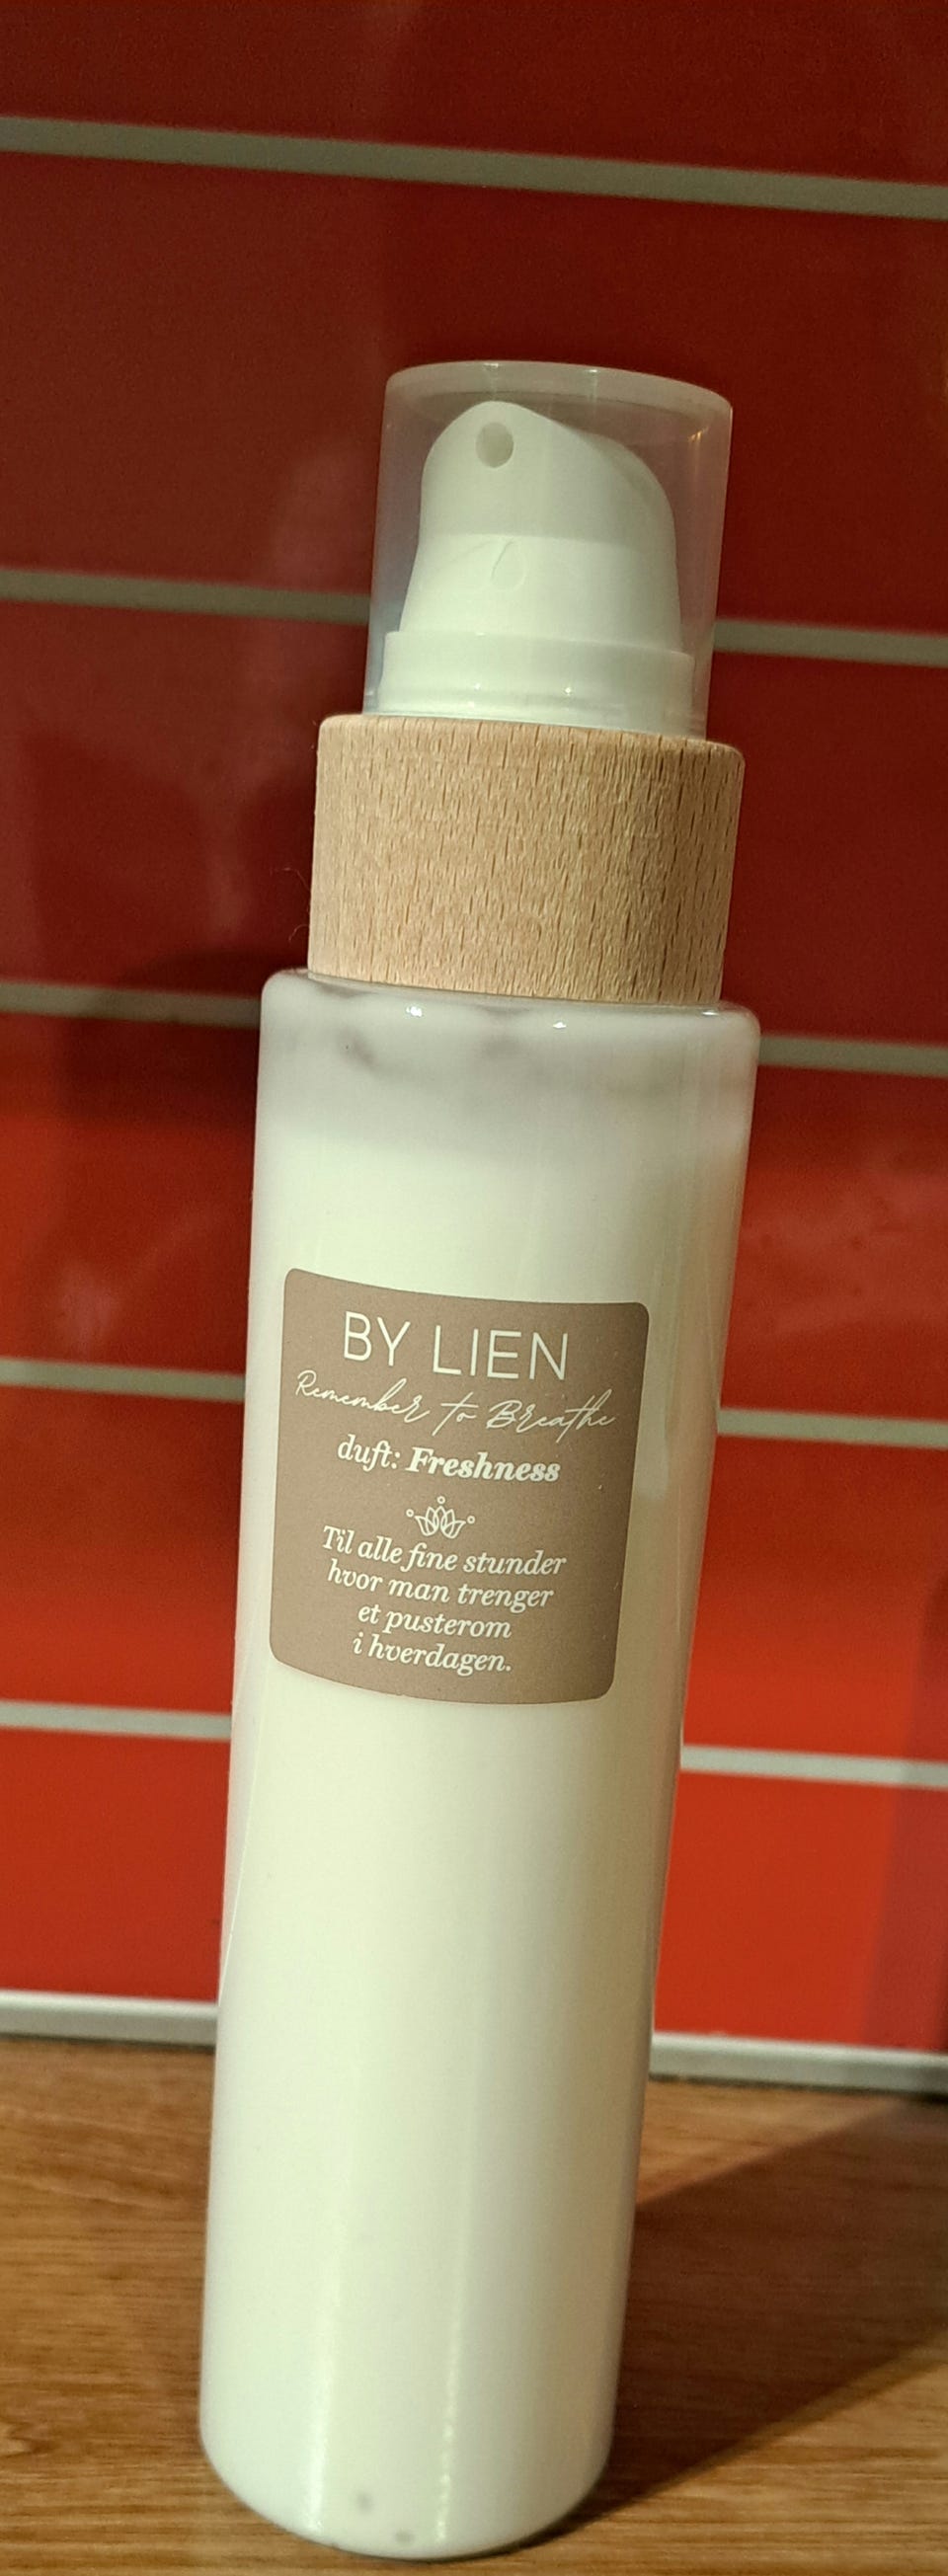 BY LIEN
Remember to Breathe
duft: Freshness
Til alle fine stunder
hvor man trenger
et pusterom
i hverdagen.